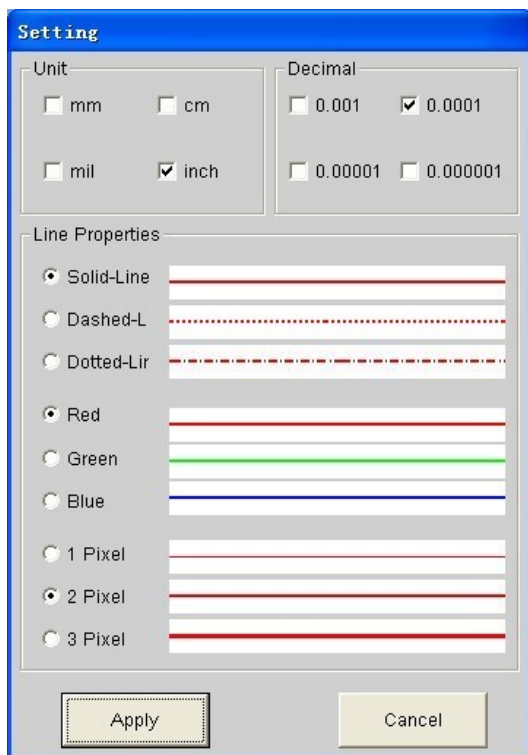 Setting
Unit
mm
cm
mil
inch
Decimal
0.001
0.0001
0.00001
0.000001
Line Properties
Solid-Line
Dashed-L
Dotted-Lir
Red
Green
Blue
1 Pixel
2 Pixel
3 Pixel
Apply
Cancel